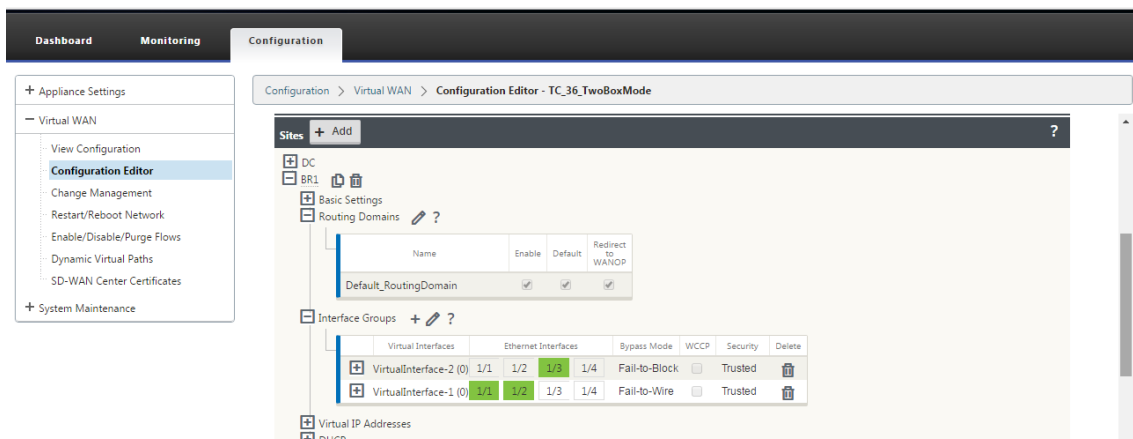 Dashboard Monitoring Configuration
+ Appliance Settings
− Virtual WAN
View Configuration
Configuration Editor
Change Management
Restart/Reboot Network
Enable/Disable/Purge Flows
Dynamic Virtual Paths
SD-WAN Center Certificates
+ System Maintenance
Configuration > Virtual WAN > Configuration Editor - TC_36_TwoBoxMode
Sites + Add ?
DC
BR1
Basic Settings
Routing Domains ?
Name Enable Default Redirect to WANOP
Default_RoutingDomain
Interface Groups + ?
Virtual Interfaces Ethernet Interfaces Bypass Mode WCCP Security Delete
VirtualInterface-2 (0) 1/1 1/2 1/3 1/4 Fail-to-Block Trusted
VirtualInterface-1 (0) 1/1 1/2 1/3 1/4 Fail-to-Wire Trusted
Virtual IP Addresses
DHCP